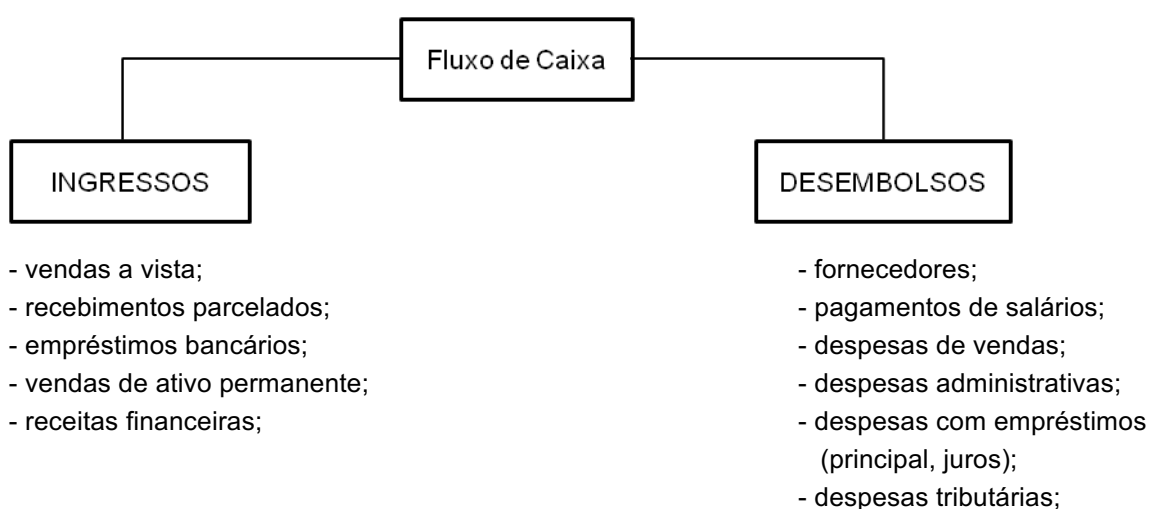 Fluxo de Caixa
INGRESSOS
- vendas a vista;
- recebimentos parcelados;
- empréstimos bancários;
- vendas de ativo permanente;
- receitas financeiras;
DESEMBOLSOS
- fornecedores;
- pagamentos de salários;
- despesas de vendas;
- despesas administrativas;
- despesas com empréstimos
(principal, juros);
- despesas tributárias;